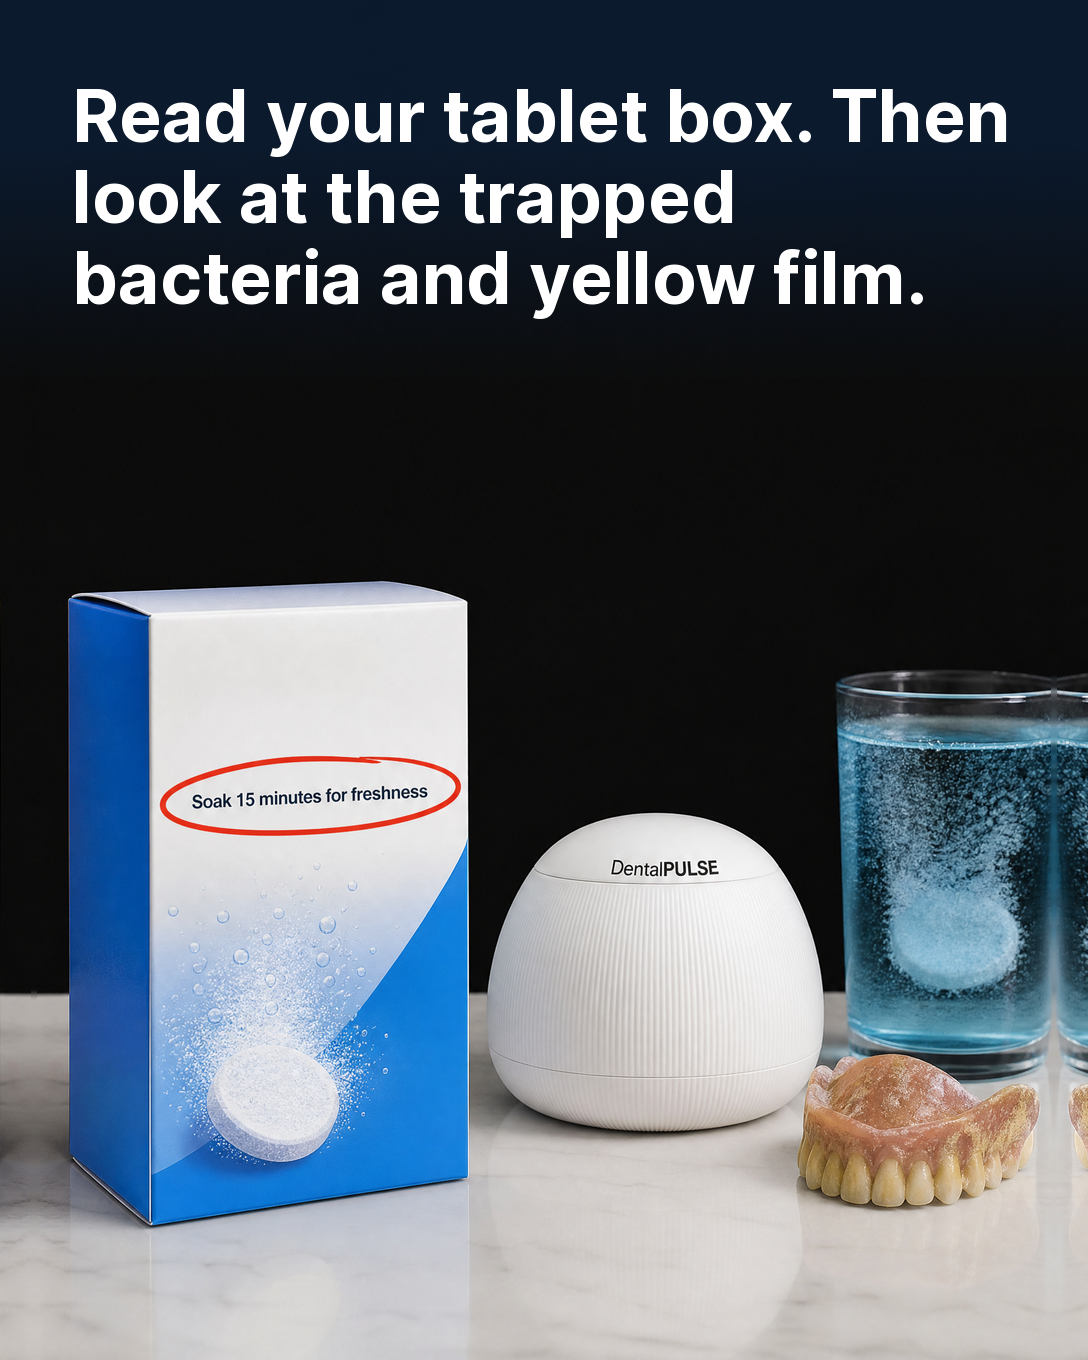 Read your tablet box. Then
look at the trapped
bacteria and yellow film.
Soak 15 minutes for freshness
DentalPULSE